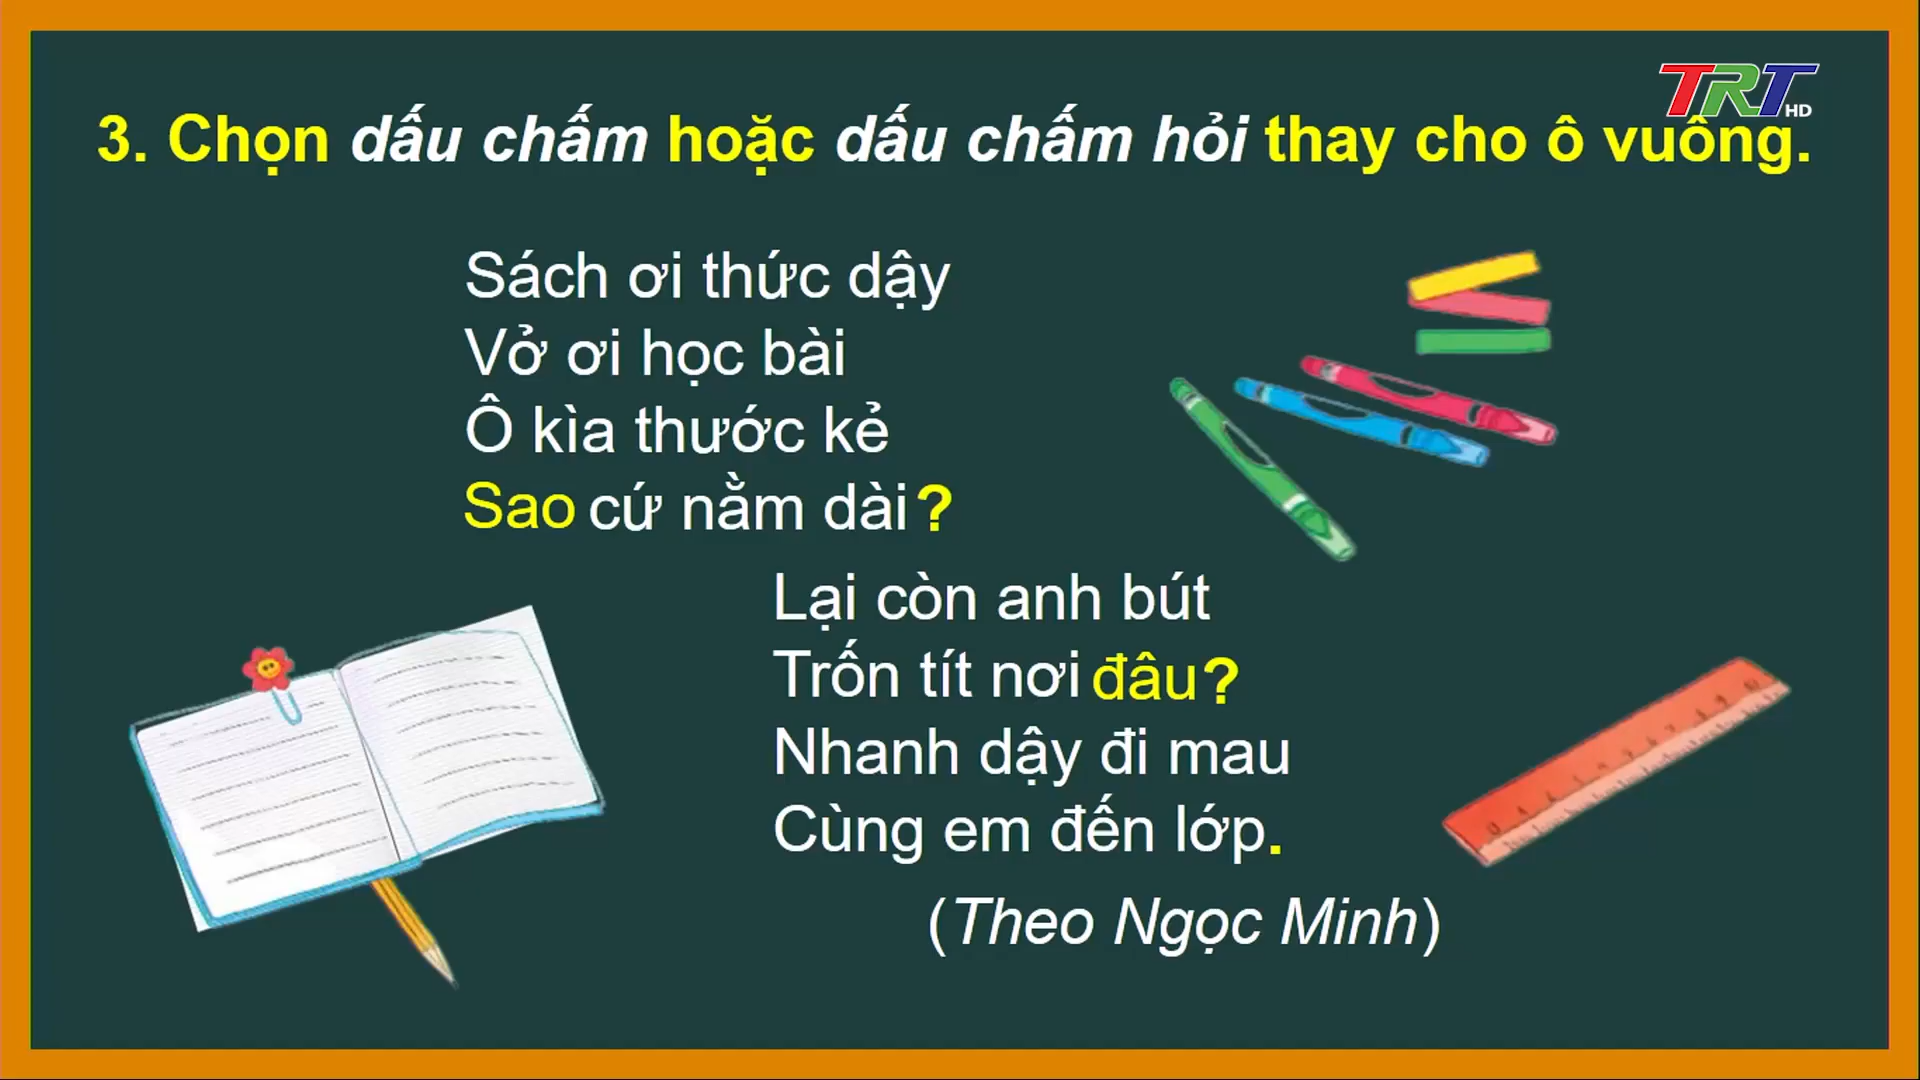 TRT HD
3. Chọn dấu chấm hoặc dấu chấm hỏi thay cho ô vuông.
Sách ơi thức dậy
Vở ơi học bài
Ô kìa thước kẻ
Sao cứ nằm dài?
Lại còn anh bút
Trốn tít nơi đâu?
Nhanh dậy đi mau
Cùng em đến lớp.
(Theo Ngọc Minh)